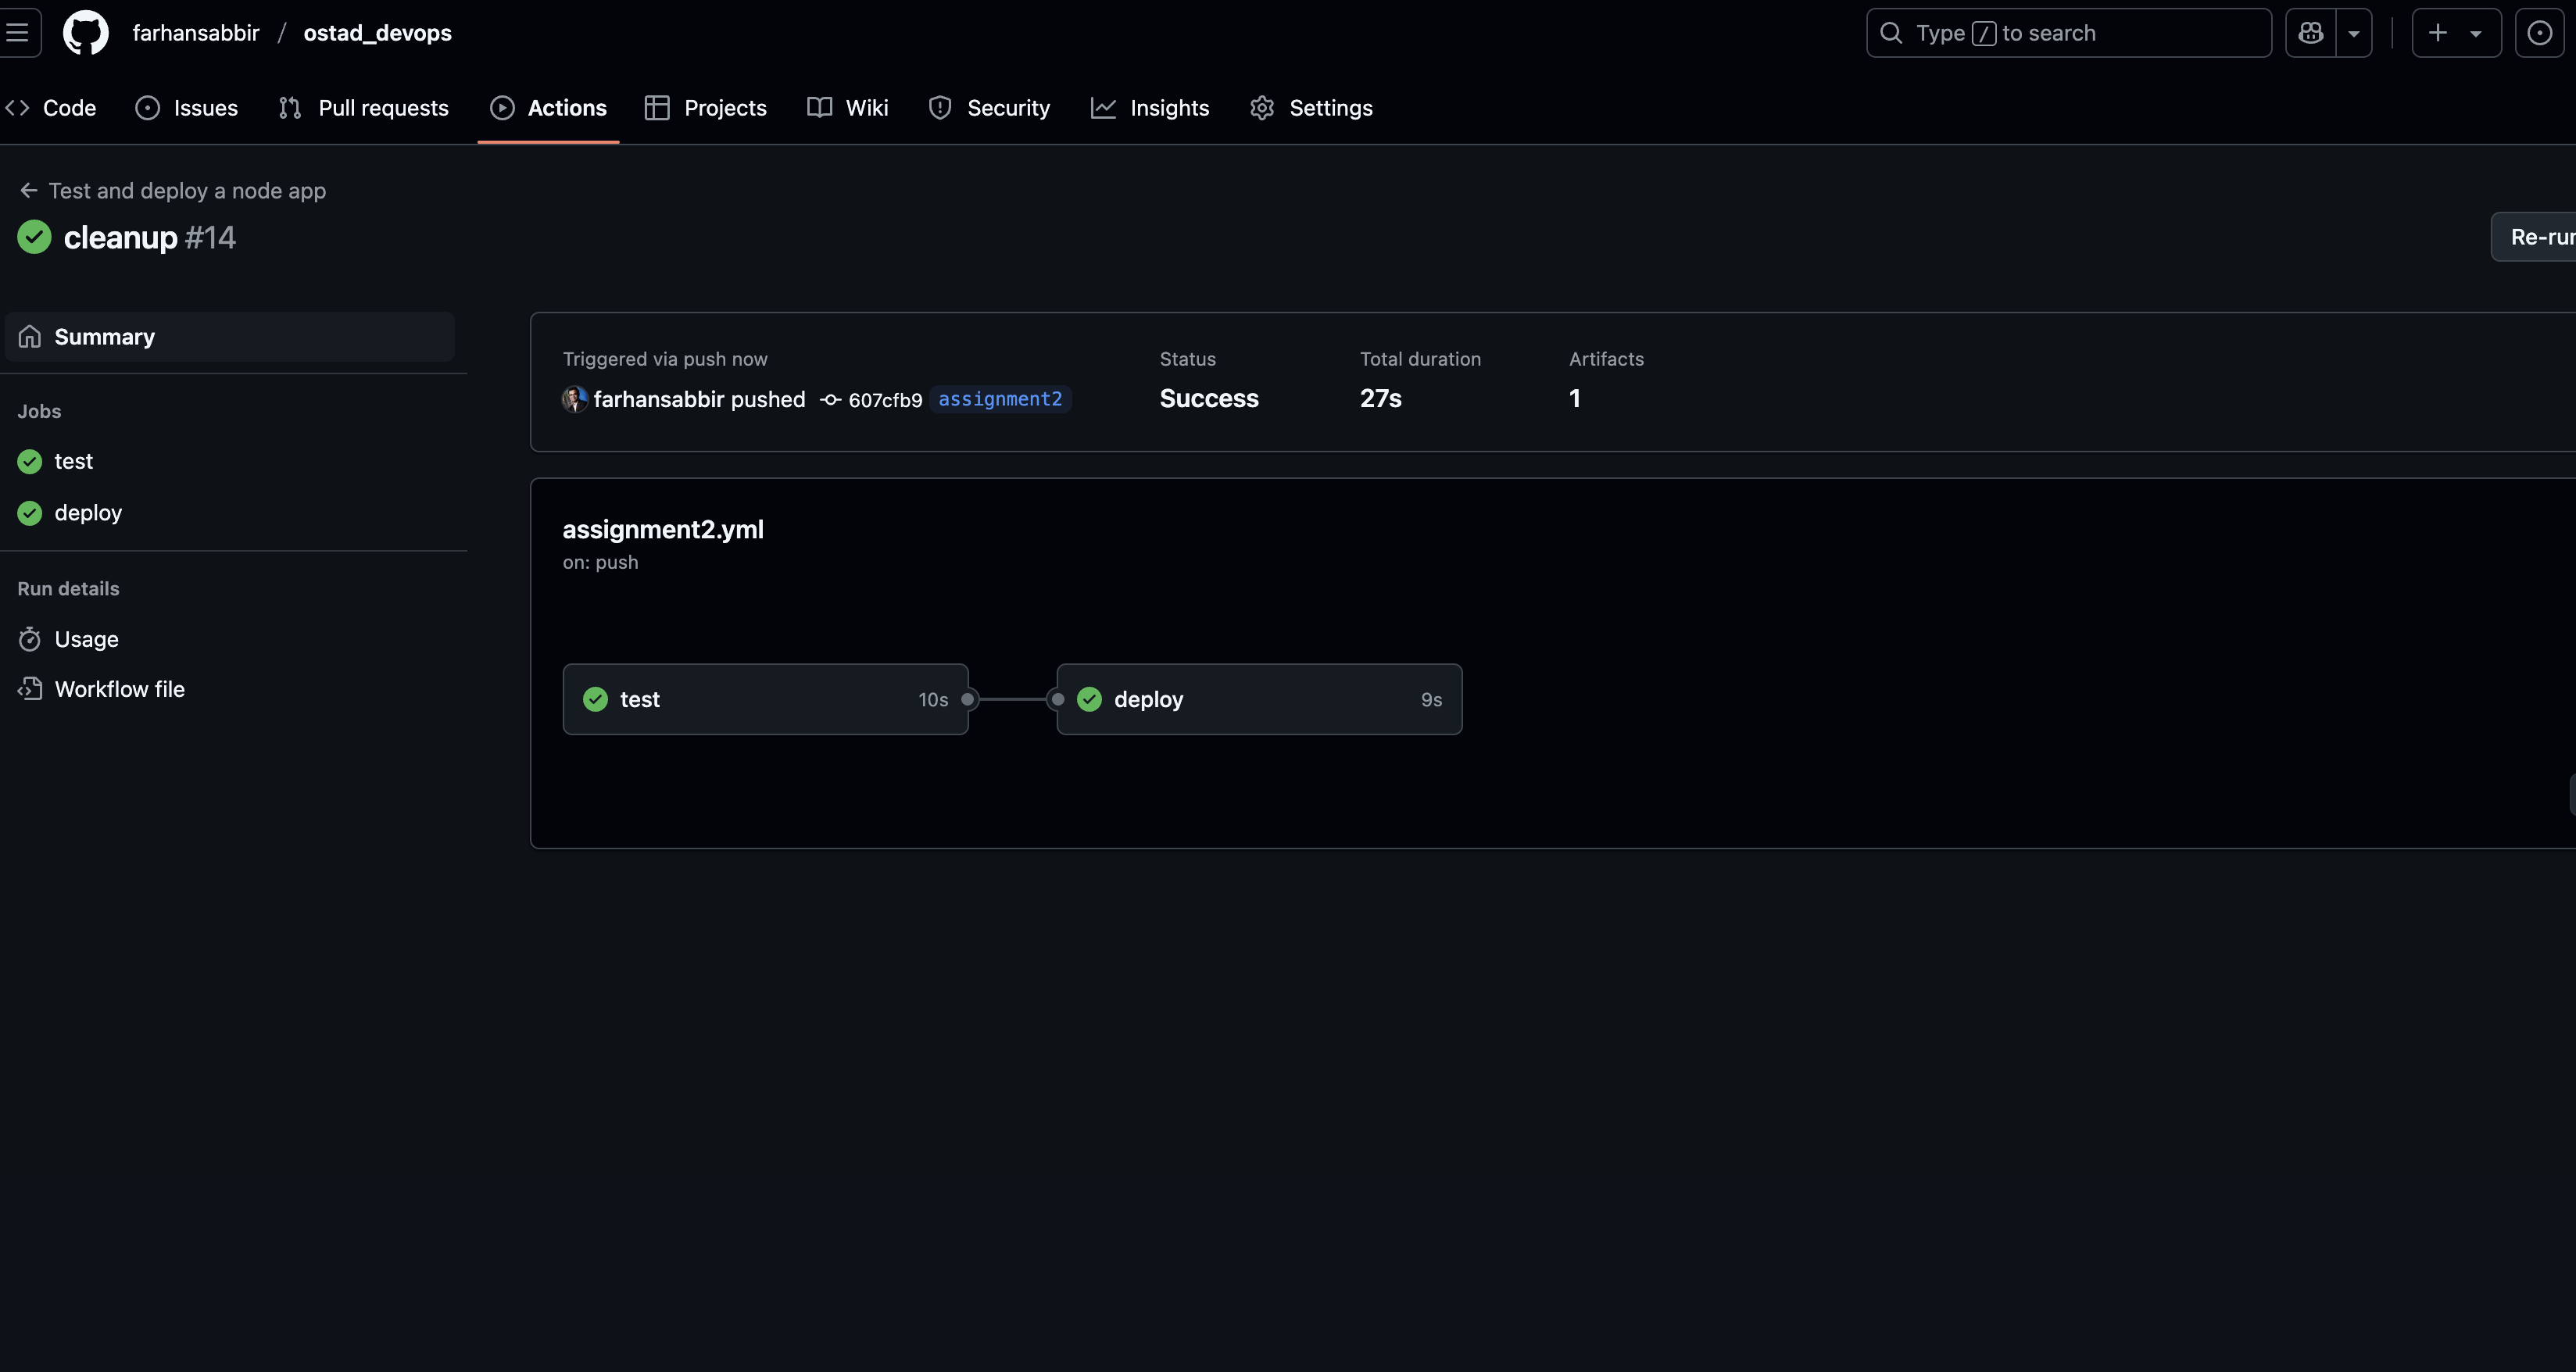 farhansabbir / ostad_devops
Type / to search
Code Issues Pull requests Actions Projects Wiki Security Insights Settings
Test and deploy a node app
cleanup #14
Re-run
Summary
Jobs
test
deploy
Run details
Usage
Workflow file
Triggered via push now
farhansabbir pushed 607cfb9 assignment2
Status
Success
Total duration
27s
Artifacts
1
assignment2.yml
on: push
test 10s
deploy 9s